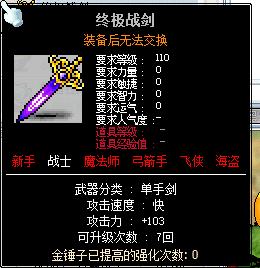 终极战剑
装备后无法交换
要求等级： 110
要求力量： 0
要求敏捷： 0
要求智力： 0
要求运气： 0
要求人气度：-
道具等级： -
道具经验值：-
新手 战士 魔法师 弓箭手 飞侠 海盗
武器分类 : 单手剑
攻击速度 : 快
攻击力 : +103
可升级次数 : 7回
金锤子已提高的强化次数: 0